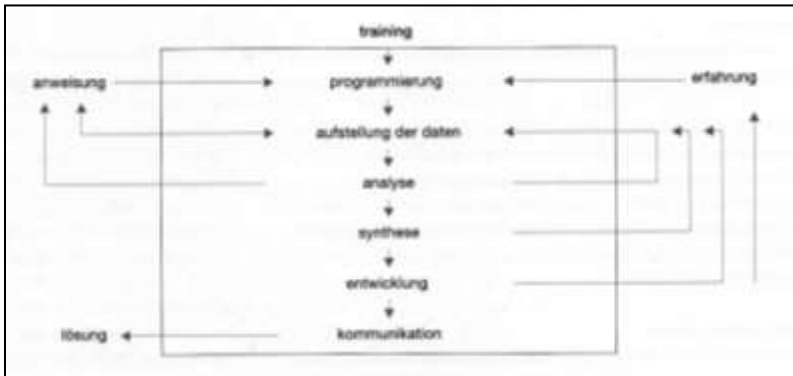 training
anweisung programmierung erfahrung
aufstellung der daten
analyse
synthese
entwicklung
lösung kommunikation